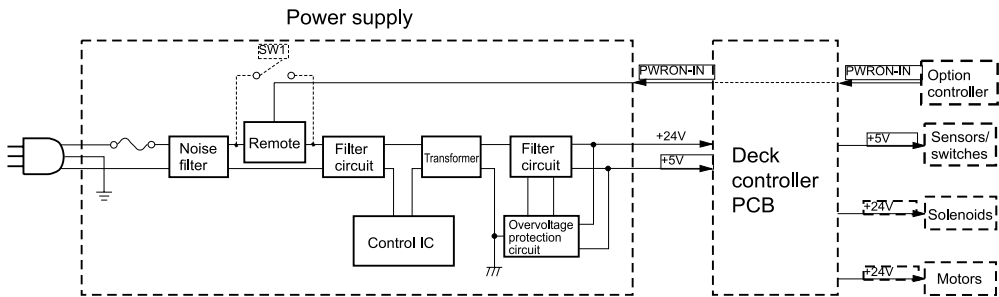 Power supply
SW1
PWRON-IN
PWRON-IN
Option
controller
Remote
Noise
filter
Filter
circuit
Transformer
Filter
circuit
+24V
+5V
Deck
controller
PCB
+5V
Sensors/
switches
Control IC
Overvoltage
protection
circuit
+24V
Solenoids
+24V
Motors